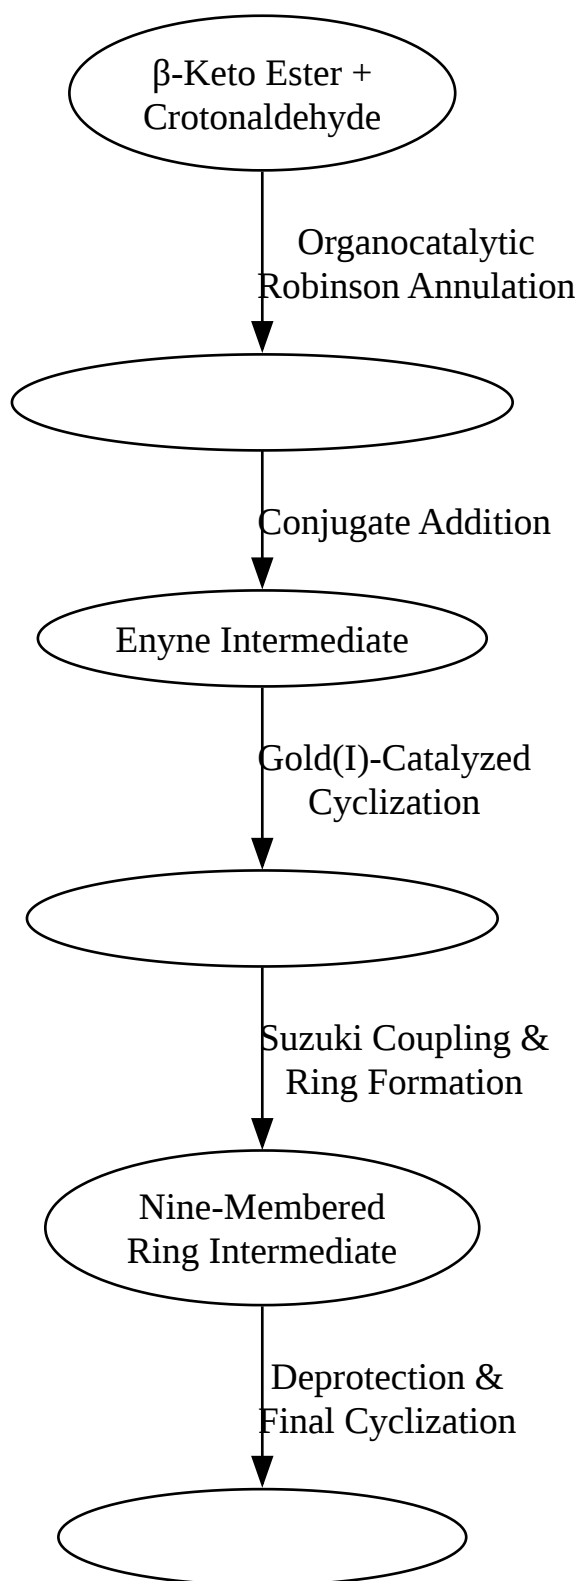 β-Keto Ester +
Crotonaldehyde
Organocatalytic
Robinson Annulation
Conjugate Addition
Enyne Intermediate
Gold(I)-Catalyzed
Cyclization
Suzuki Coupling &
Ring Formation
Nine-Membered
Ring Intermediate
Deprotection &
Final Cyclization